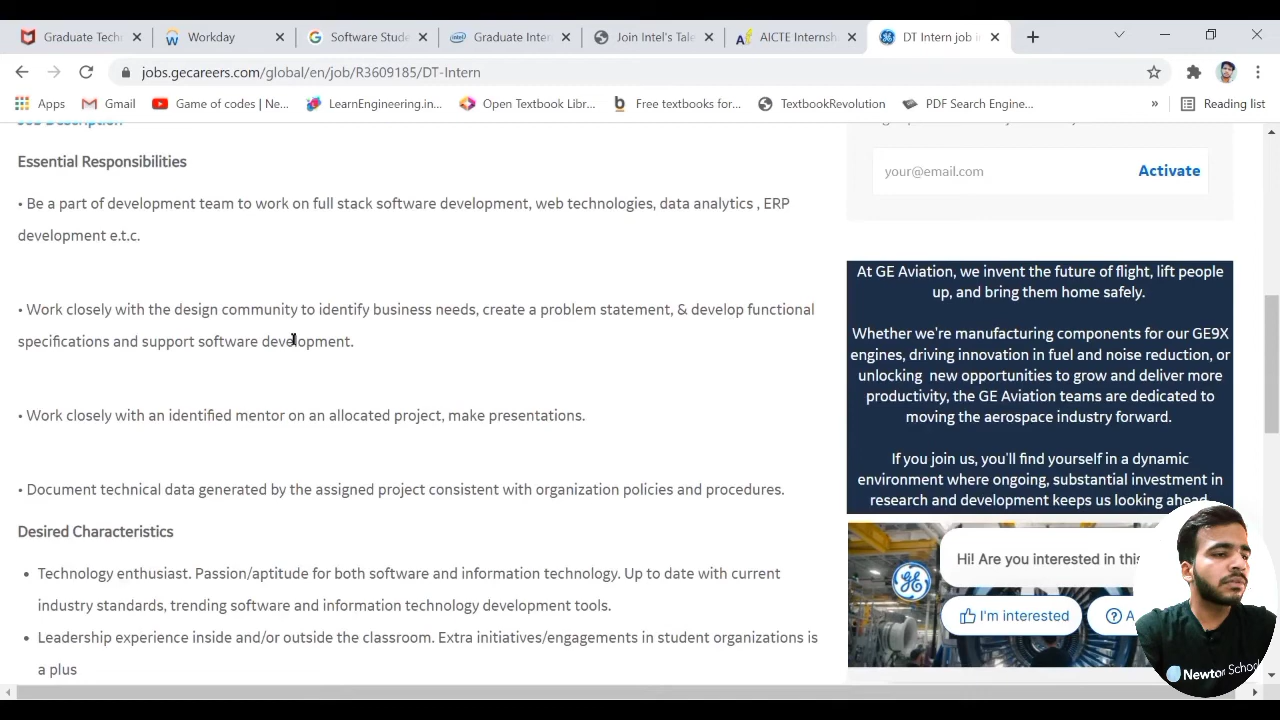 Graduate Tech
Workday
Software Stude
Graduate Inter
Join Intel's Tale
AICTE Internsh
DT Intern job i
jobs.gecareers.com/global/en/job/R3609185/DT-Intern
Apps
Gmail
Game of codes | Ne...
LearnEngineering.in...
Open Textbook Libr...
Free textbooks for...
TextbookRevolution
PDF Search Engine...
»
Reading list
Job Description
Essential Responsibilities
• Be a part of development team to work on full stack software development, web technologies, data analytics , ERP
development e.t.c.
• Work closely with the design community to identify business needs, create a problem statement, & develop functional
specifications and support software development.
• Work closely with an identified mentor on an allocated project, make presentations.
• Document technical data generated by the assigned project consistent with organization policies and procedures.
Desired Characteristics
• Technology enthusiast. Passion/aptitude for both software and information technology. Up to date with current
industry standards, trending software and information technology development tools.
• Leadership experience inside and/or outside the classroom. Extra initiatives/engagements in student organizations is
a plus
your@email.com
Activate
At GE Aviation, we invent the future of flight, lift people
up, and bring them home safely.
Whether we're manufacturing components for our GE9X
engines, driving innovation in fuel and noise reduction, or
unlocking new opportunities to grow and deliver more
productivity, the GE Aviation teams are dedicated to
moving the aerospace industry forward.
If you join us, you'll find yourself in a dynamic
environment where ongoing, substantial investment in
research and development keeps us looking ahead
Hi! Are you interested in this
I'm interested
A
Newton School